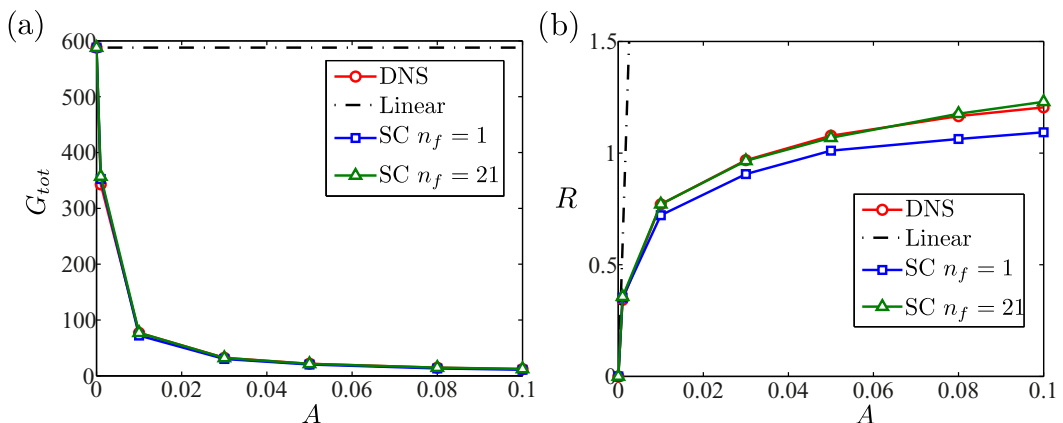 (a)
600
500
400
300
200
100
0
G_{tot}
DNS
Linear
SC n_f = 1
SC n_f = 21
0 0.02 0.04 0.06 0.08 0.1
A
(b)
1.5
1
0.5
0
R
DNS
Linear
SC n_f = 1
SC n_f = 21
0 0.02 0.04 0.06 0.08 0.1
A